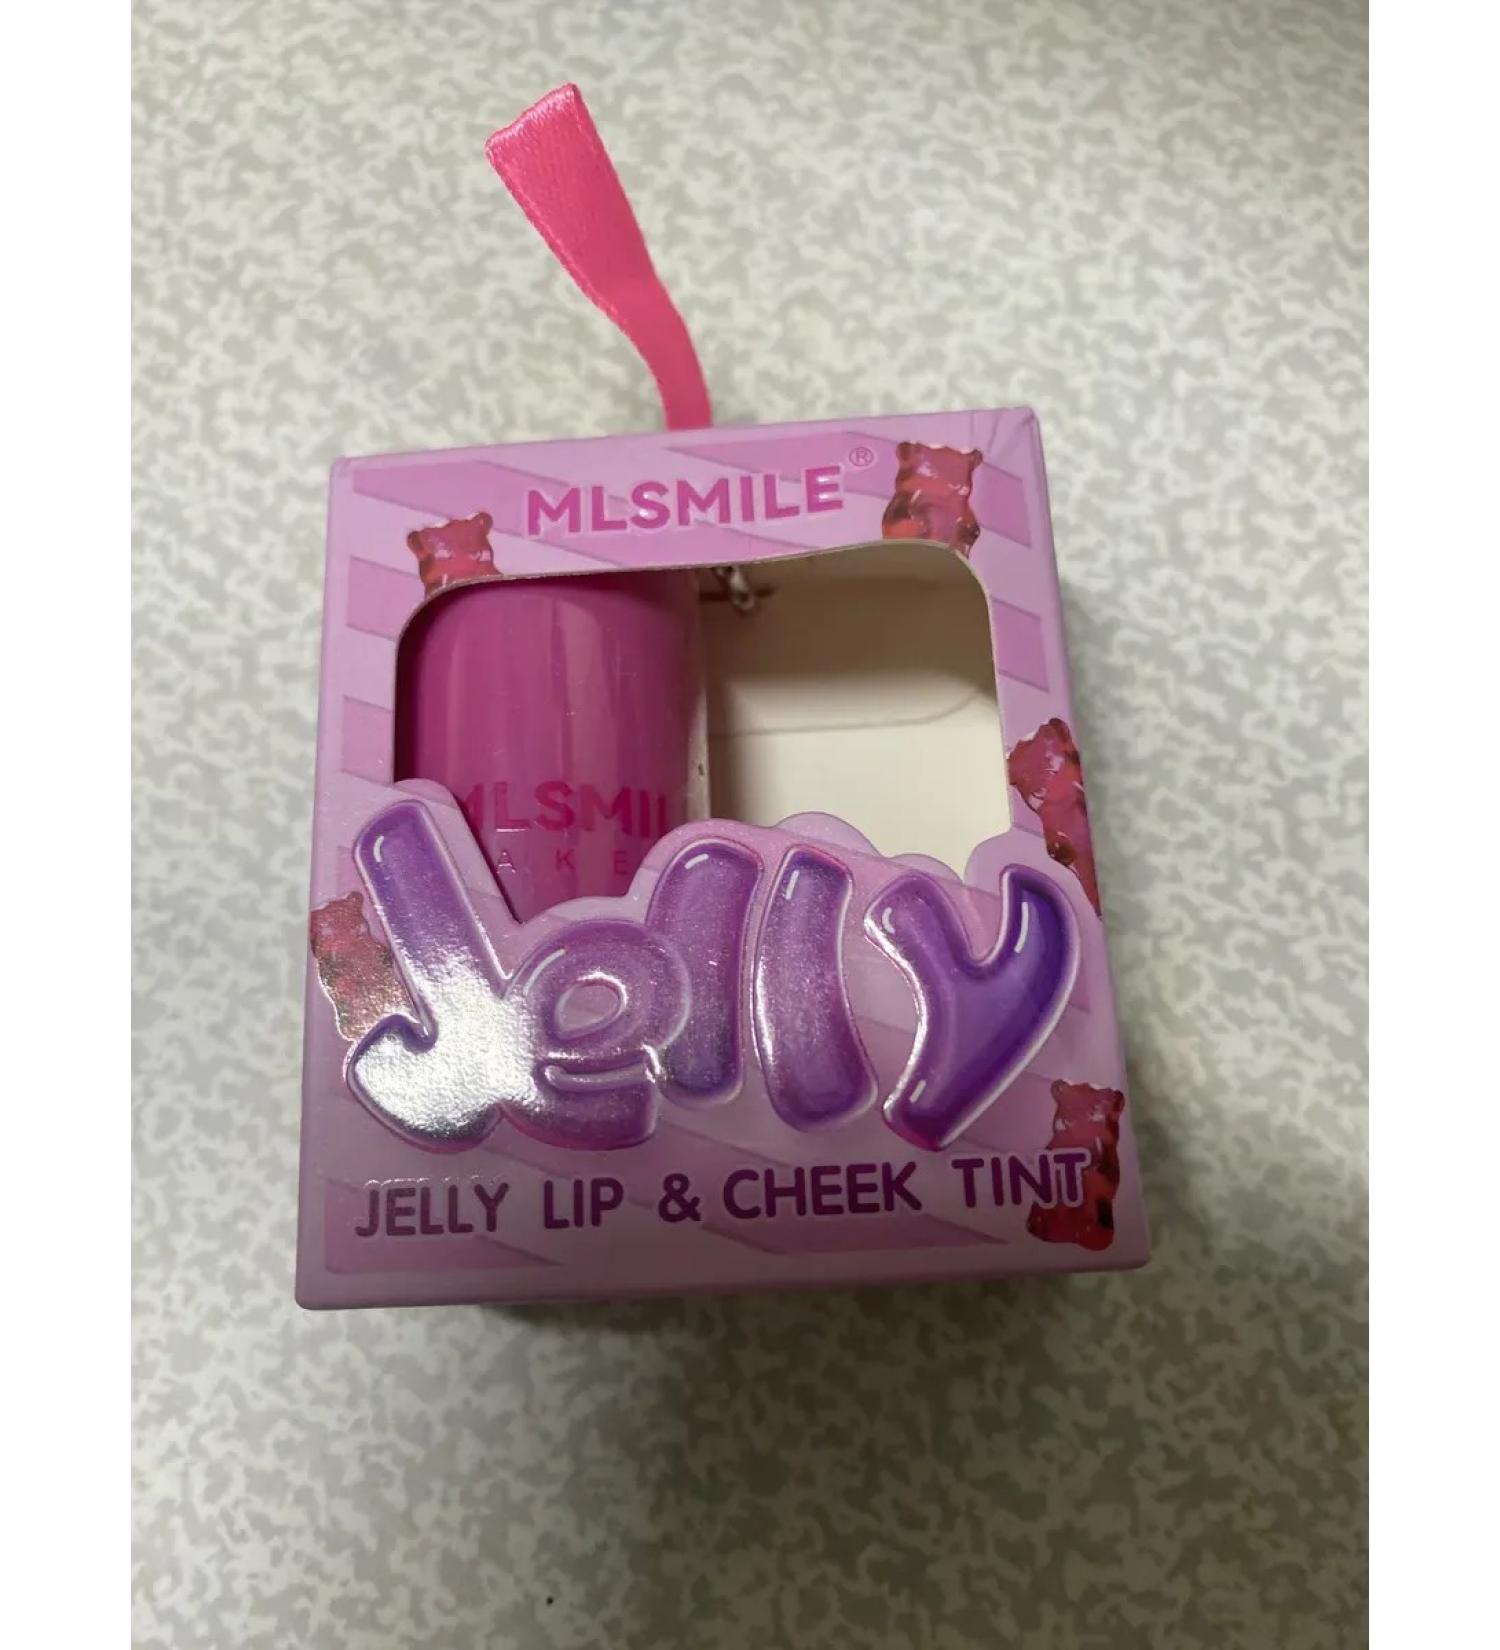 MLSMILE®
MLSMIL
AKE
Jelly
JELLY LIP & CHEEK TINT